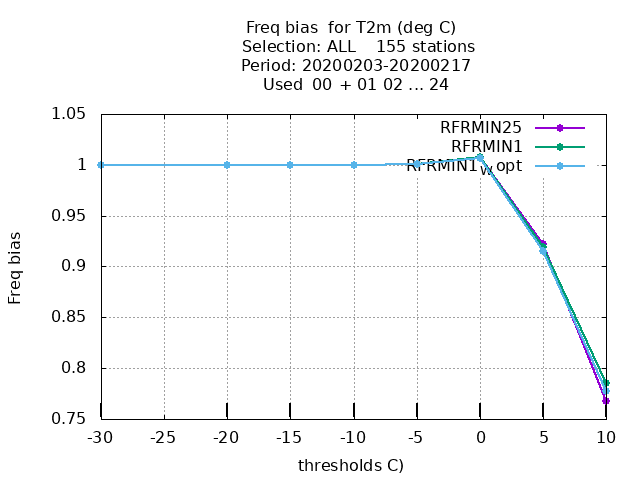 Freq bias  for T2m (deg C)
Selection: ALL    155 stations
Period: 20200203-20200217
Used  00 + 01 02 ... 24
1.05
1
0.95
0.9
0.85
0.8
0.75
Freq bias
RFRMIN25
RFRMIN1
RFRMIN1w opt
-30 -25 -20 -15 -10 -5 0 5 10
thresholds C)